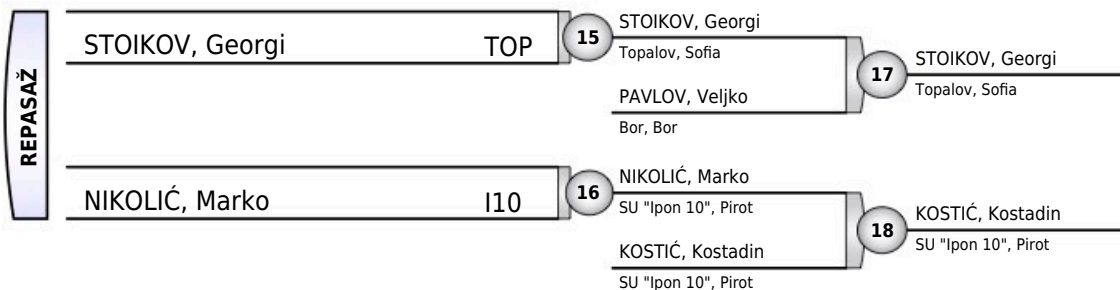 REPASAŽ
STOIKOV, Georgi TOP
15
STOIKOV, Georgi
Topalov, Sofia
PAVLOV, Veljko
Bor, Bor
17
STOIKOV, Georgi
Topalov, Sofia
NIKOLIĆ, Marko I10
16
NIKOLIĆ, Marko
SU "Ipon 10", Pirot
KOSTIĆ, Kostadin
SU "Ipon 10", Pirot
18
KOSTIĆ, Kostadin
SU "Ipon 10", Pirot